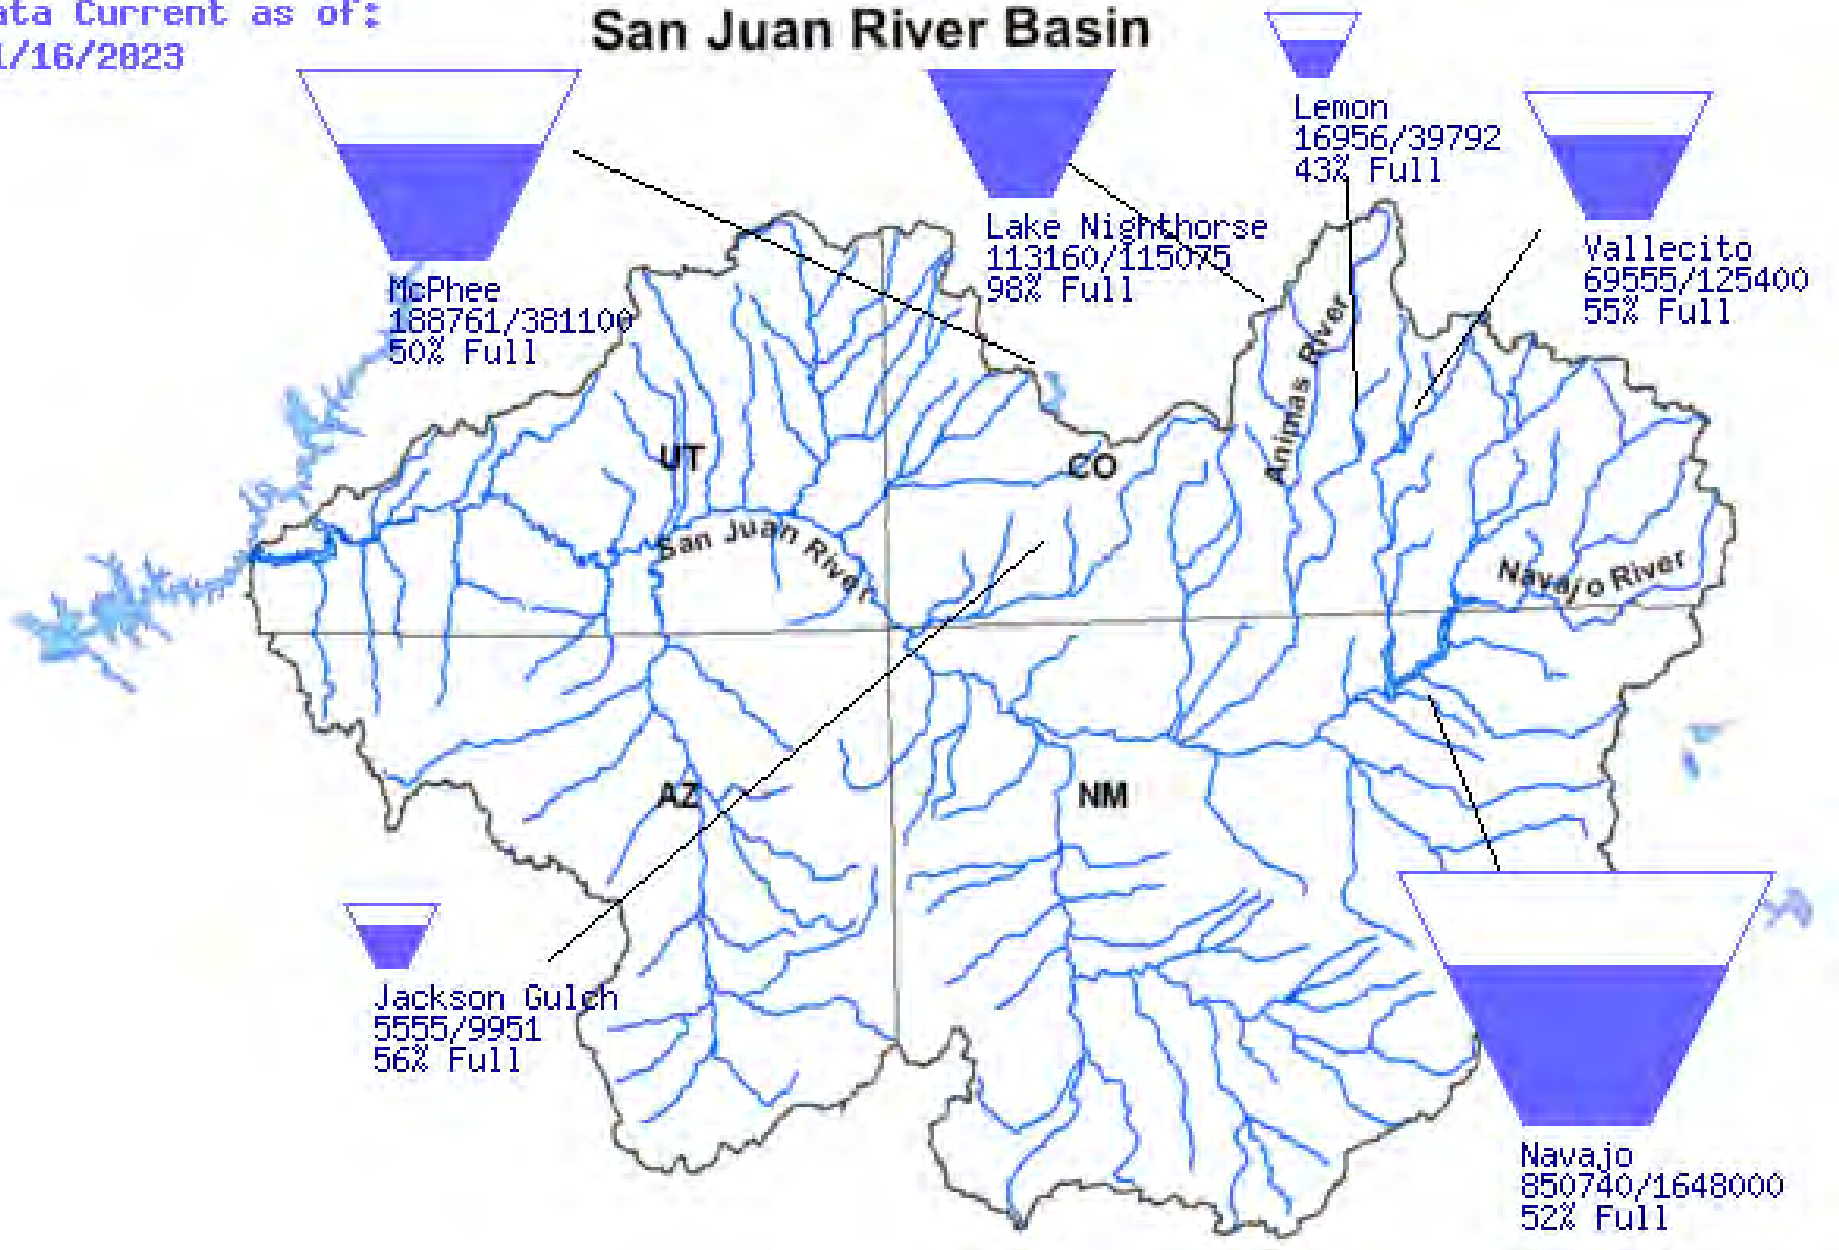 ata Current as of:
1/16/2023
San Juan River Basin
Lemon
16956/39792
43% Full
Lake Nighthorse
113160/115075
98% Full
Vallecito
69555/125400
55% Full
McPhee
188761/381100
50% Full
Animas River
UT
CO
San Juan River
Navajo River
AZ
NM
Jackson Gulch
5555/9951
56% Full
Navajo
850740/1648000
52% Full